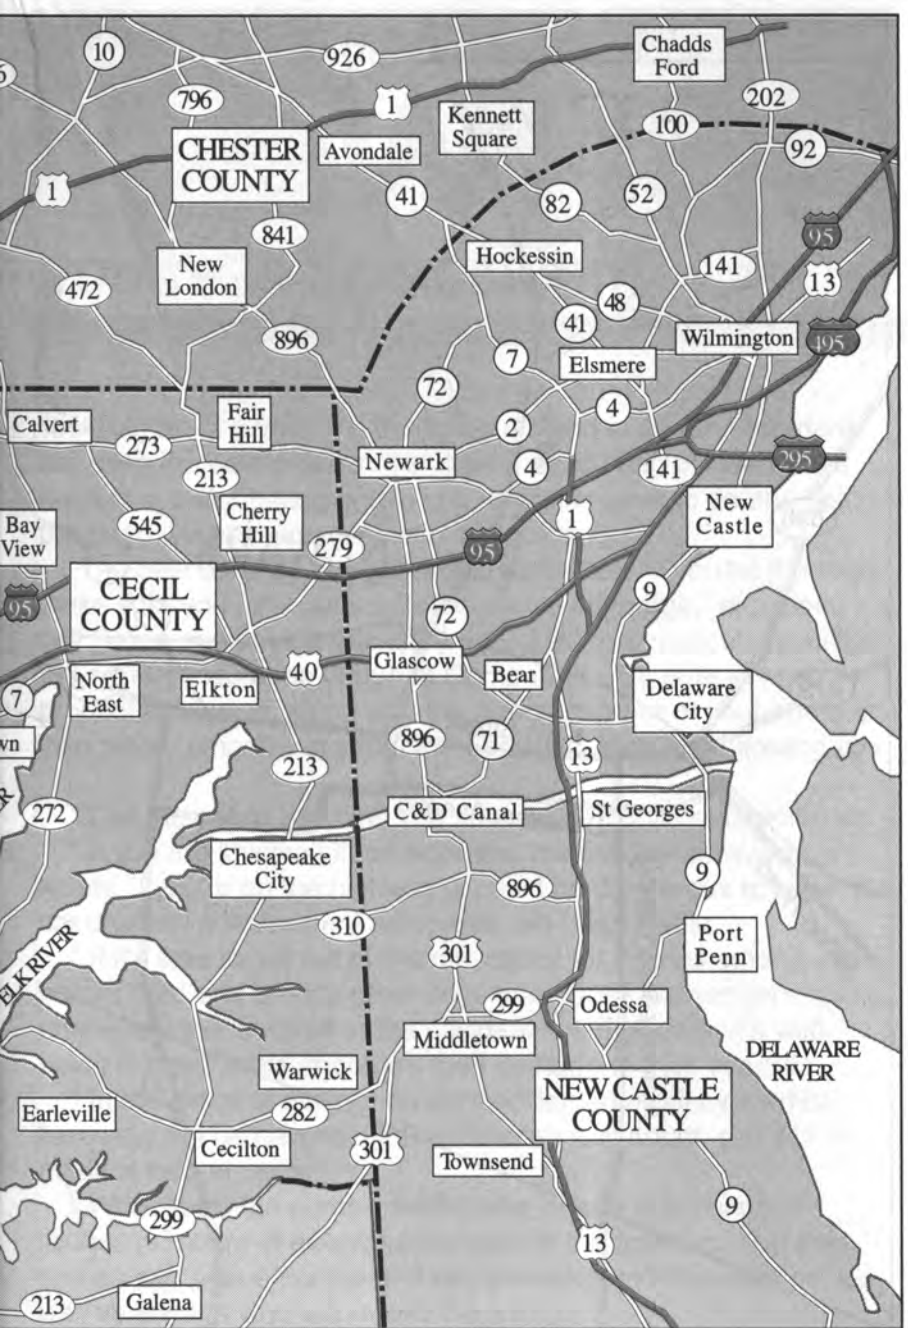 10
926
Chadds
Ford
6
796
1
Kennett
Square
202
100
CHESTER
COUNTY
Avondale
92
1
41
82
52
841
95
Hockessin
New
London
141
13
472
48
41
896
Wilmington
495
7
Elsmere
72
Calvert
Fair
Hill
4
2
273
Newark
4
141
295
213
545
Cherry
Hill
New
Castle
1
Bay
View
279
95
95
CECIL
COUNTY
9
72
40
Glascow
Bear
North
East
Elkton
Delaware
City
7
wn
896
71
13
213
R
272
C&D Canal
St Georges
Chesapeake
City
9
896
310
Port
Penn
ELK RIVER
301
299
Odessa
Middletown
DELAWARE
RIVER
Warwick
NEW CASTLE
COUNTY
Earleville
282
Cecilton
301
Townsend
299
9
13
213
Galena